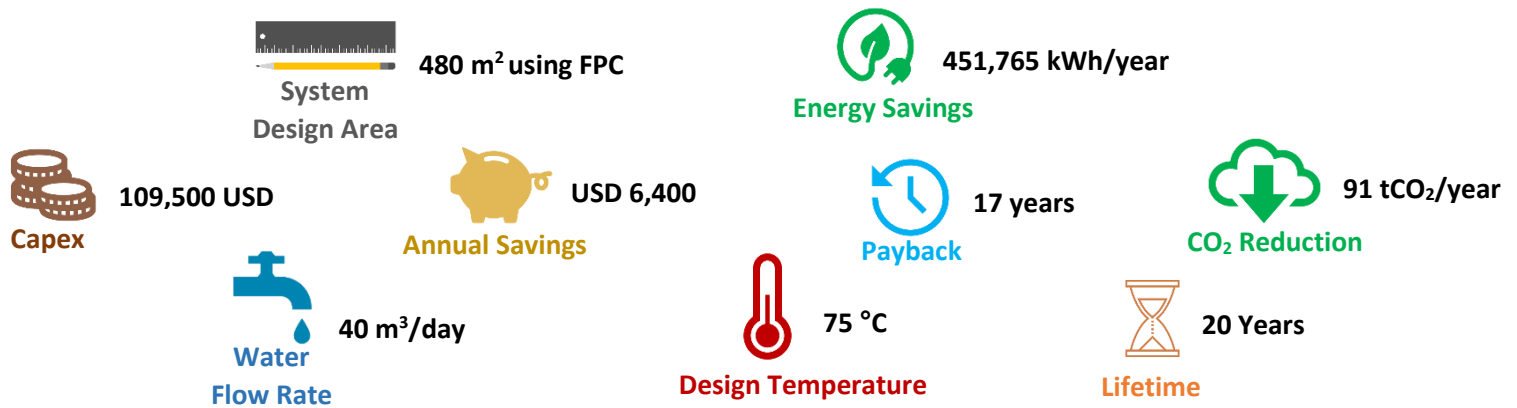 480 m² using FPC
System
Design Area
451,765 kWh/year
Energy Savings
109,500 USD
Capex
USD 6,400
Annual Savings
17 years
Payback
91 tCO₂/year
CO₂ Reduction
40 m³/day
Water
Flow Rate
75 °C
Design Temperature
20 Years
Lifetime